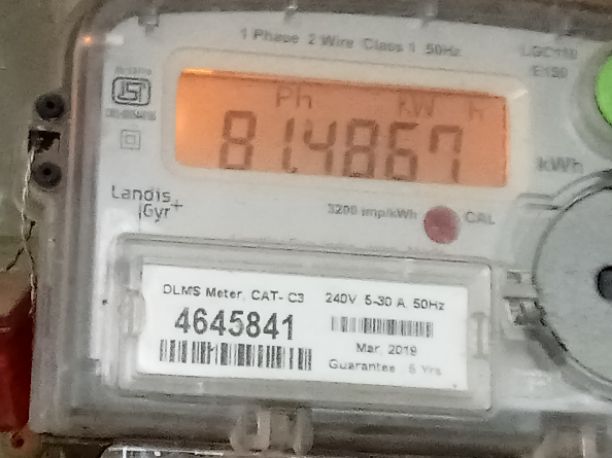 1 Phase 2 Wire Class 1 50Hz
E150
Ph kW h
81.4867
kWh
Landis
Gyr+
3200 imp/kWh
CAL
DLMS Meter, CAT- C3 240V 5-30 A, 50Hz
4645841
Mar, 2019
Guarantee 5 Yrs